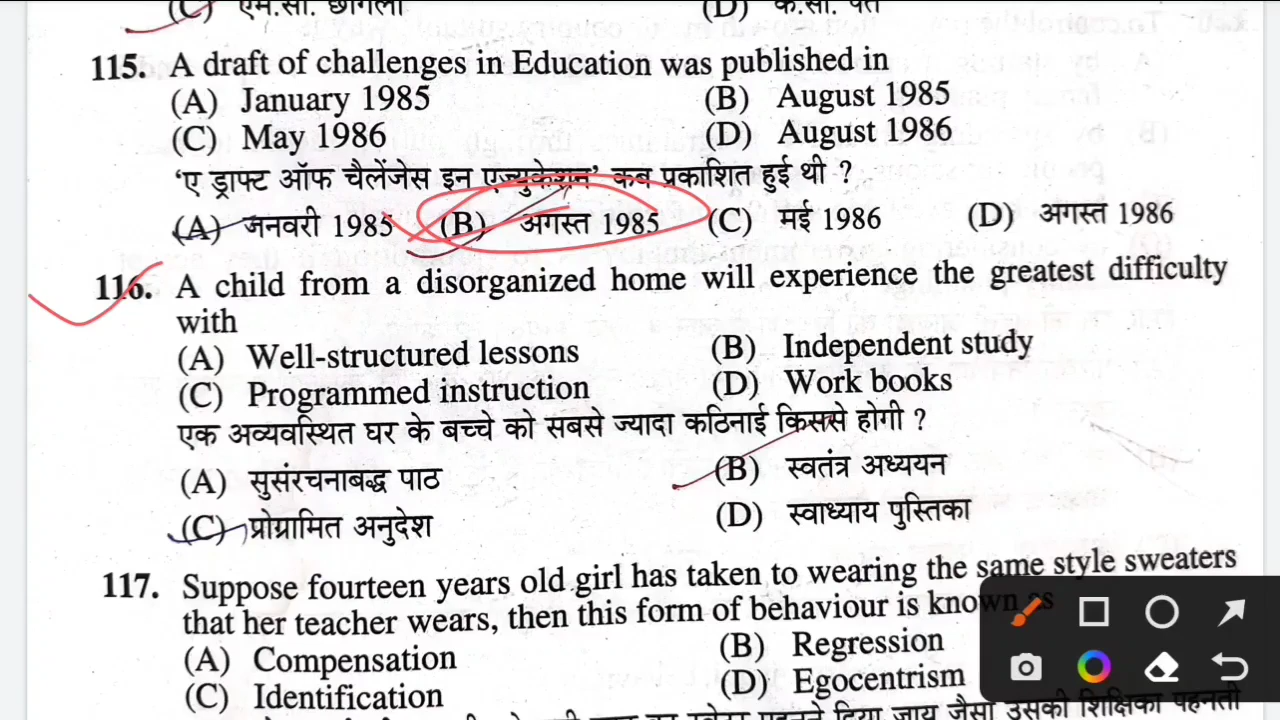 (C) एम.सी. छागला (D) के.सी. पंत
115. A draft of challenges in Education was published in
(A) January 1985 (B) August 1985
(C) May 1986 (D) August 1986
‘ए ड्राफ्ट ऑफ चैलेंजेस इन एज्युकेशन’ कब प्रकाशित हुई थी ?
(A) जनवरी 1985 (B) अगस्त 1985 (C) मई 1986 (D) अगस्त 1986
116. A child from a disorganized home will experience the greatest difficulty
with
(A) Well-structured lessons (B) Independent study
(C) Programmed instruction (D) Work books
एक अव्यवस्थित घर के बच्चे को सबसे ज्यादा कठिनाई किससे होगी ?
(A) सुसंरचनाबद्ध पाठ (B) स्वतंत्र अध्ययन
(C) प्रोग्रामित अनुदेश (D) स्वाध्याय पुस्तिका
117. Suppose fourteen years old girl has taken to wearing the same style sweaters
that her teacher wears, then this form of behaviour is known as
(A) Compensation (B) Regression
(C) Identification (D) Egocentrism
दिया जाय जैसा उसकी शिक्षिका पहनती